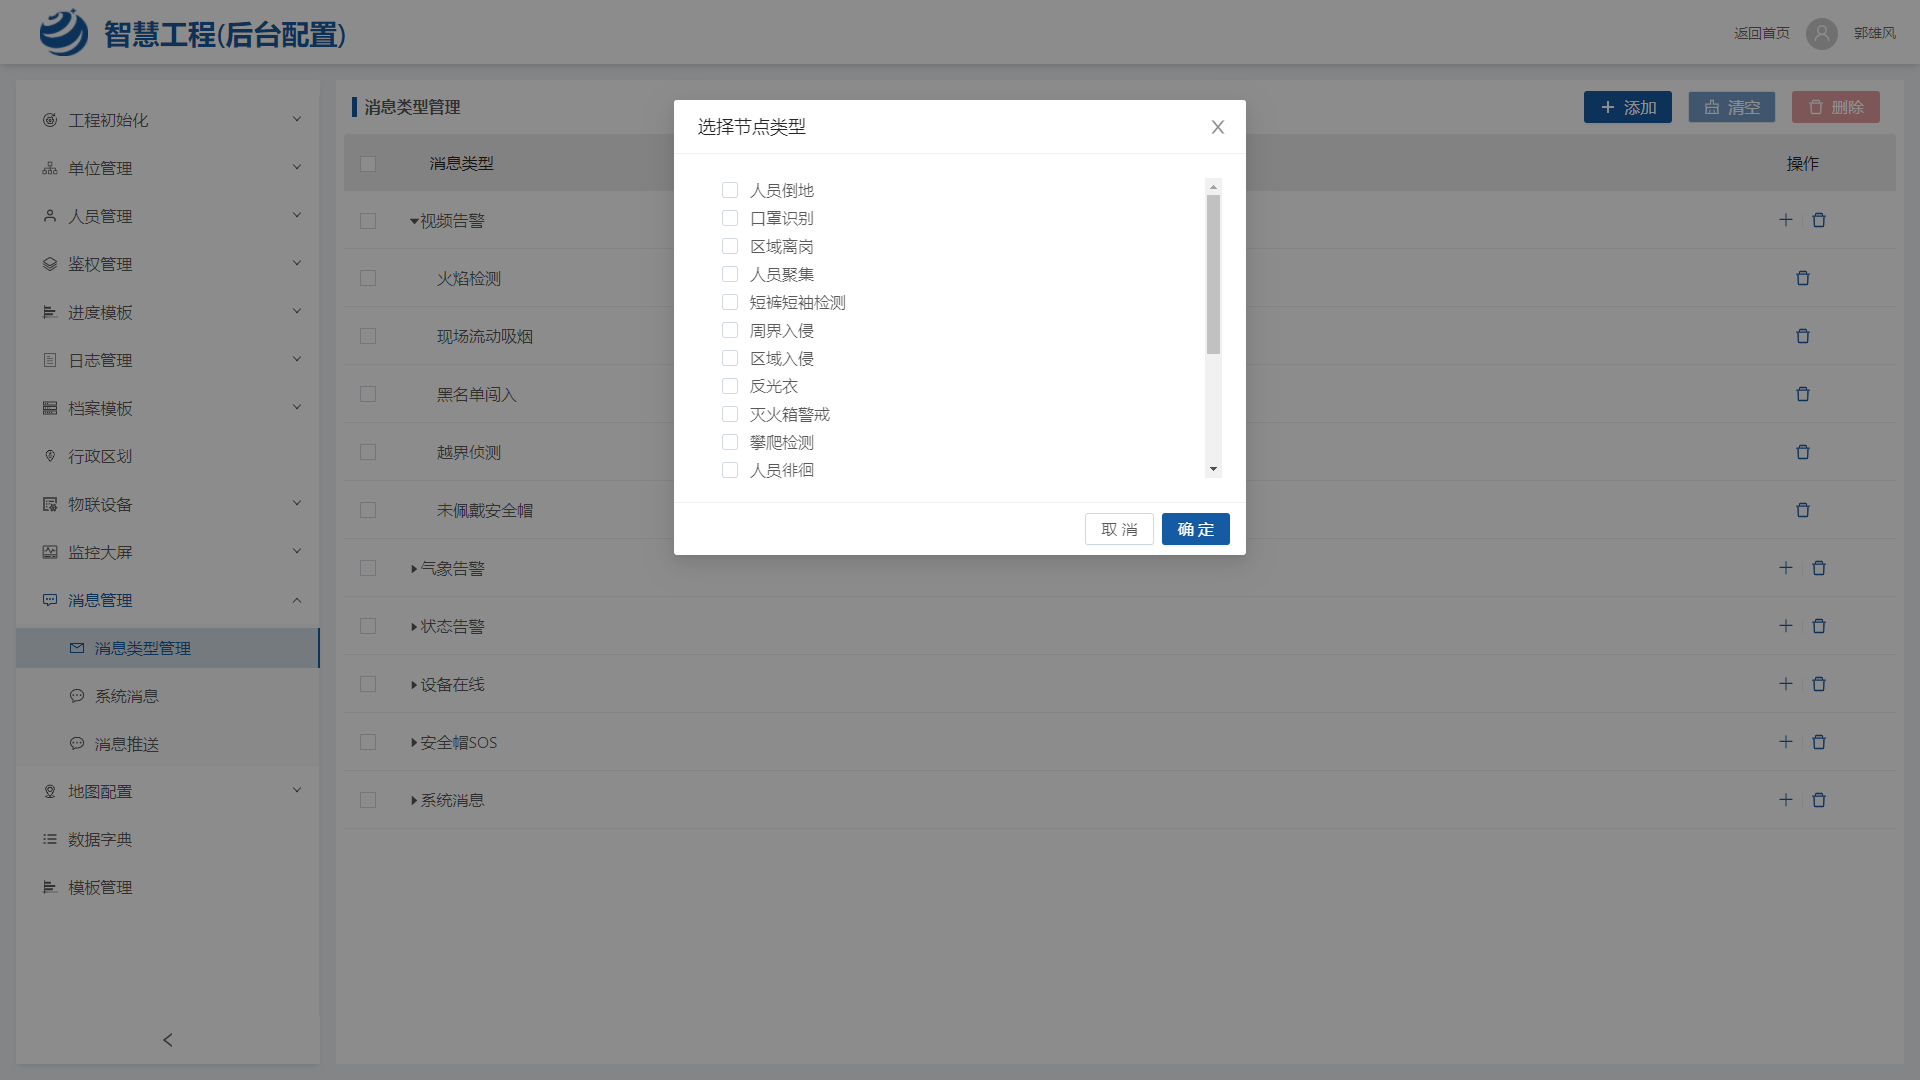 智慧工程(后台配置)
返回首页
郭雄风
工程初始化
单位管理
人员管理
鉴权管理
进度模板
日志管理
档案模板
行政区划
物联设备
监控大屏
消息管理
消息类型管理
系统消息
消息推送
地图配置
数据字典
模板管理
消息类型管理
添加
清空
删除
消息类型
操作
视频告警
火焰检测
现场流动吸烟
黑名单闯入
越界侦测
未佩戴安全帽
气象告警
状态告警
设备在线
安全帽SOS
系统消息
选择节点类型
人员倒地
口罩识别
区域离岗
人员聚集
短裤短袖检测
周界入侵
区域入侵
反光衣
灭火箱警戒
攀爬检测
人员徘徊
取 消
确 定